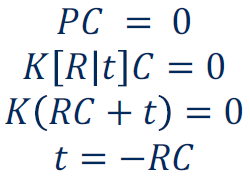 PC = 0
K[R|t]C = 0
K(RC + t) = 0
t = −RC